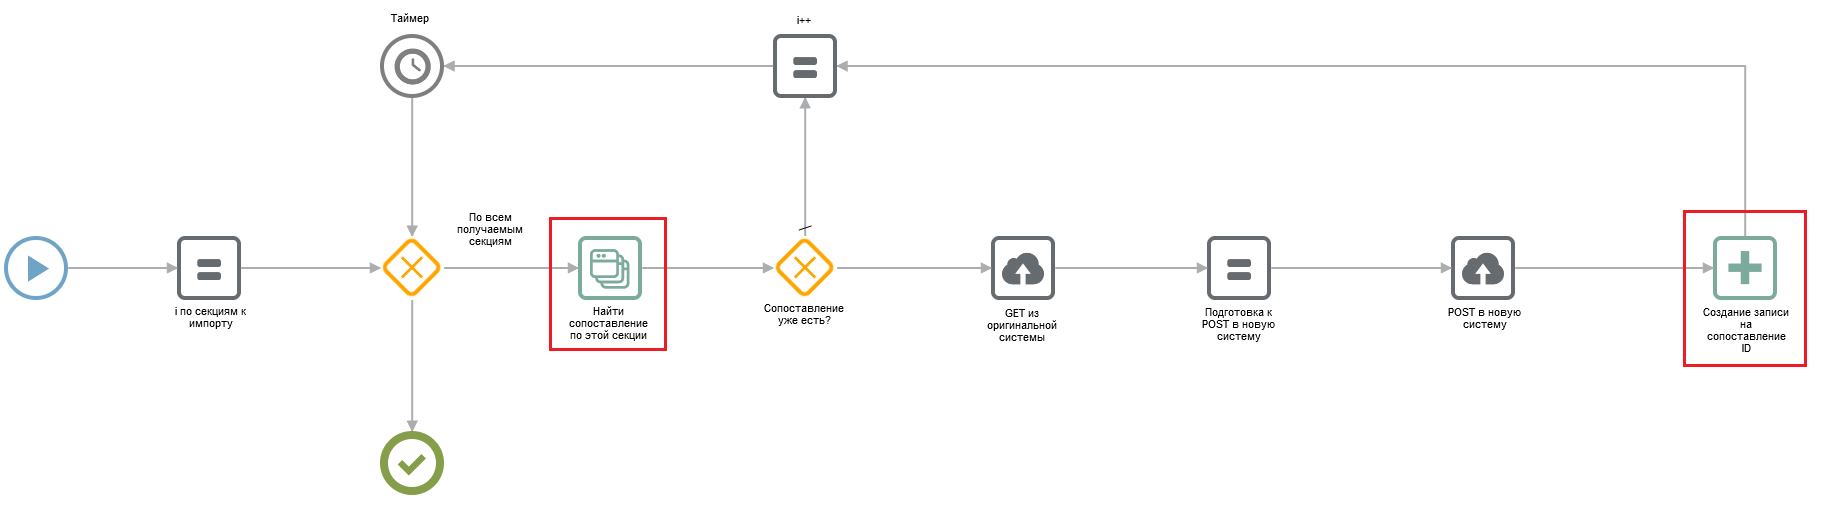 Таймер
i++
По всем
получаемым
секциям
i по секциям к
импорту
Найти
сопоставление
по этой секции
Сопоставление
уже есть?
GET из
оригинальной
системы
Подготовка к
POST в новую
систему
POST в новую
систему
Создание записи
на
сопоставление
ID